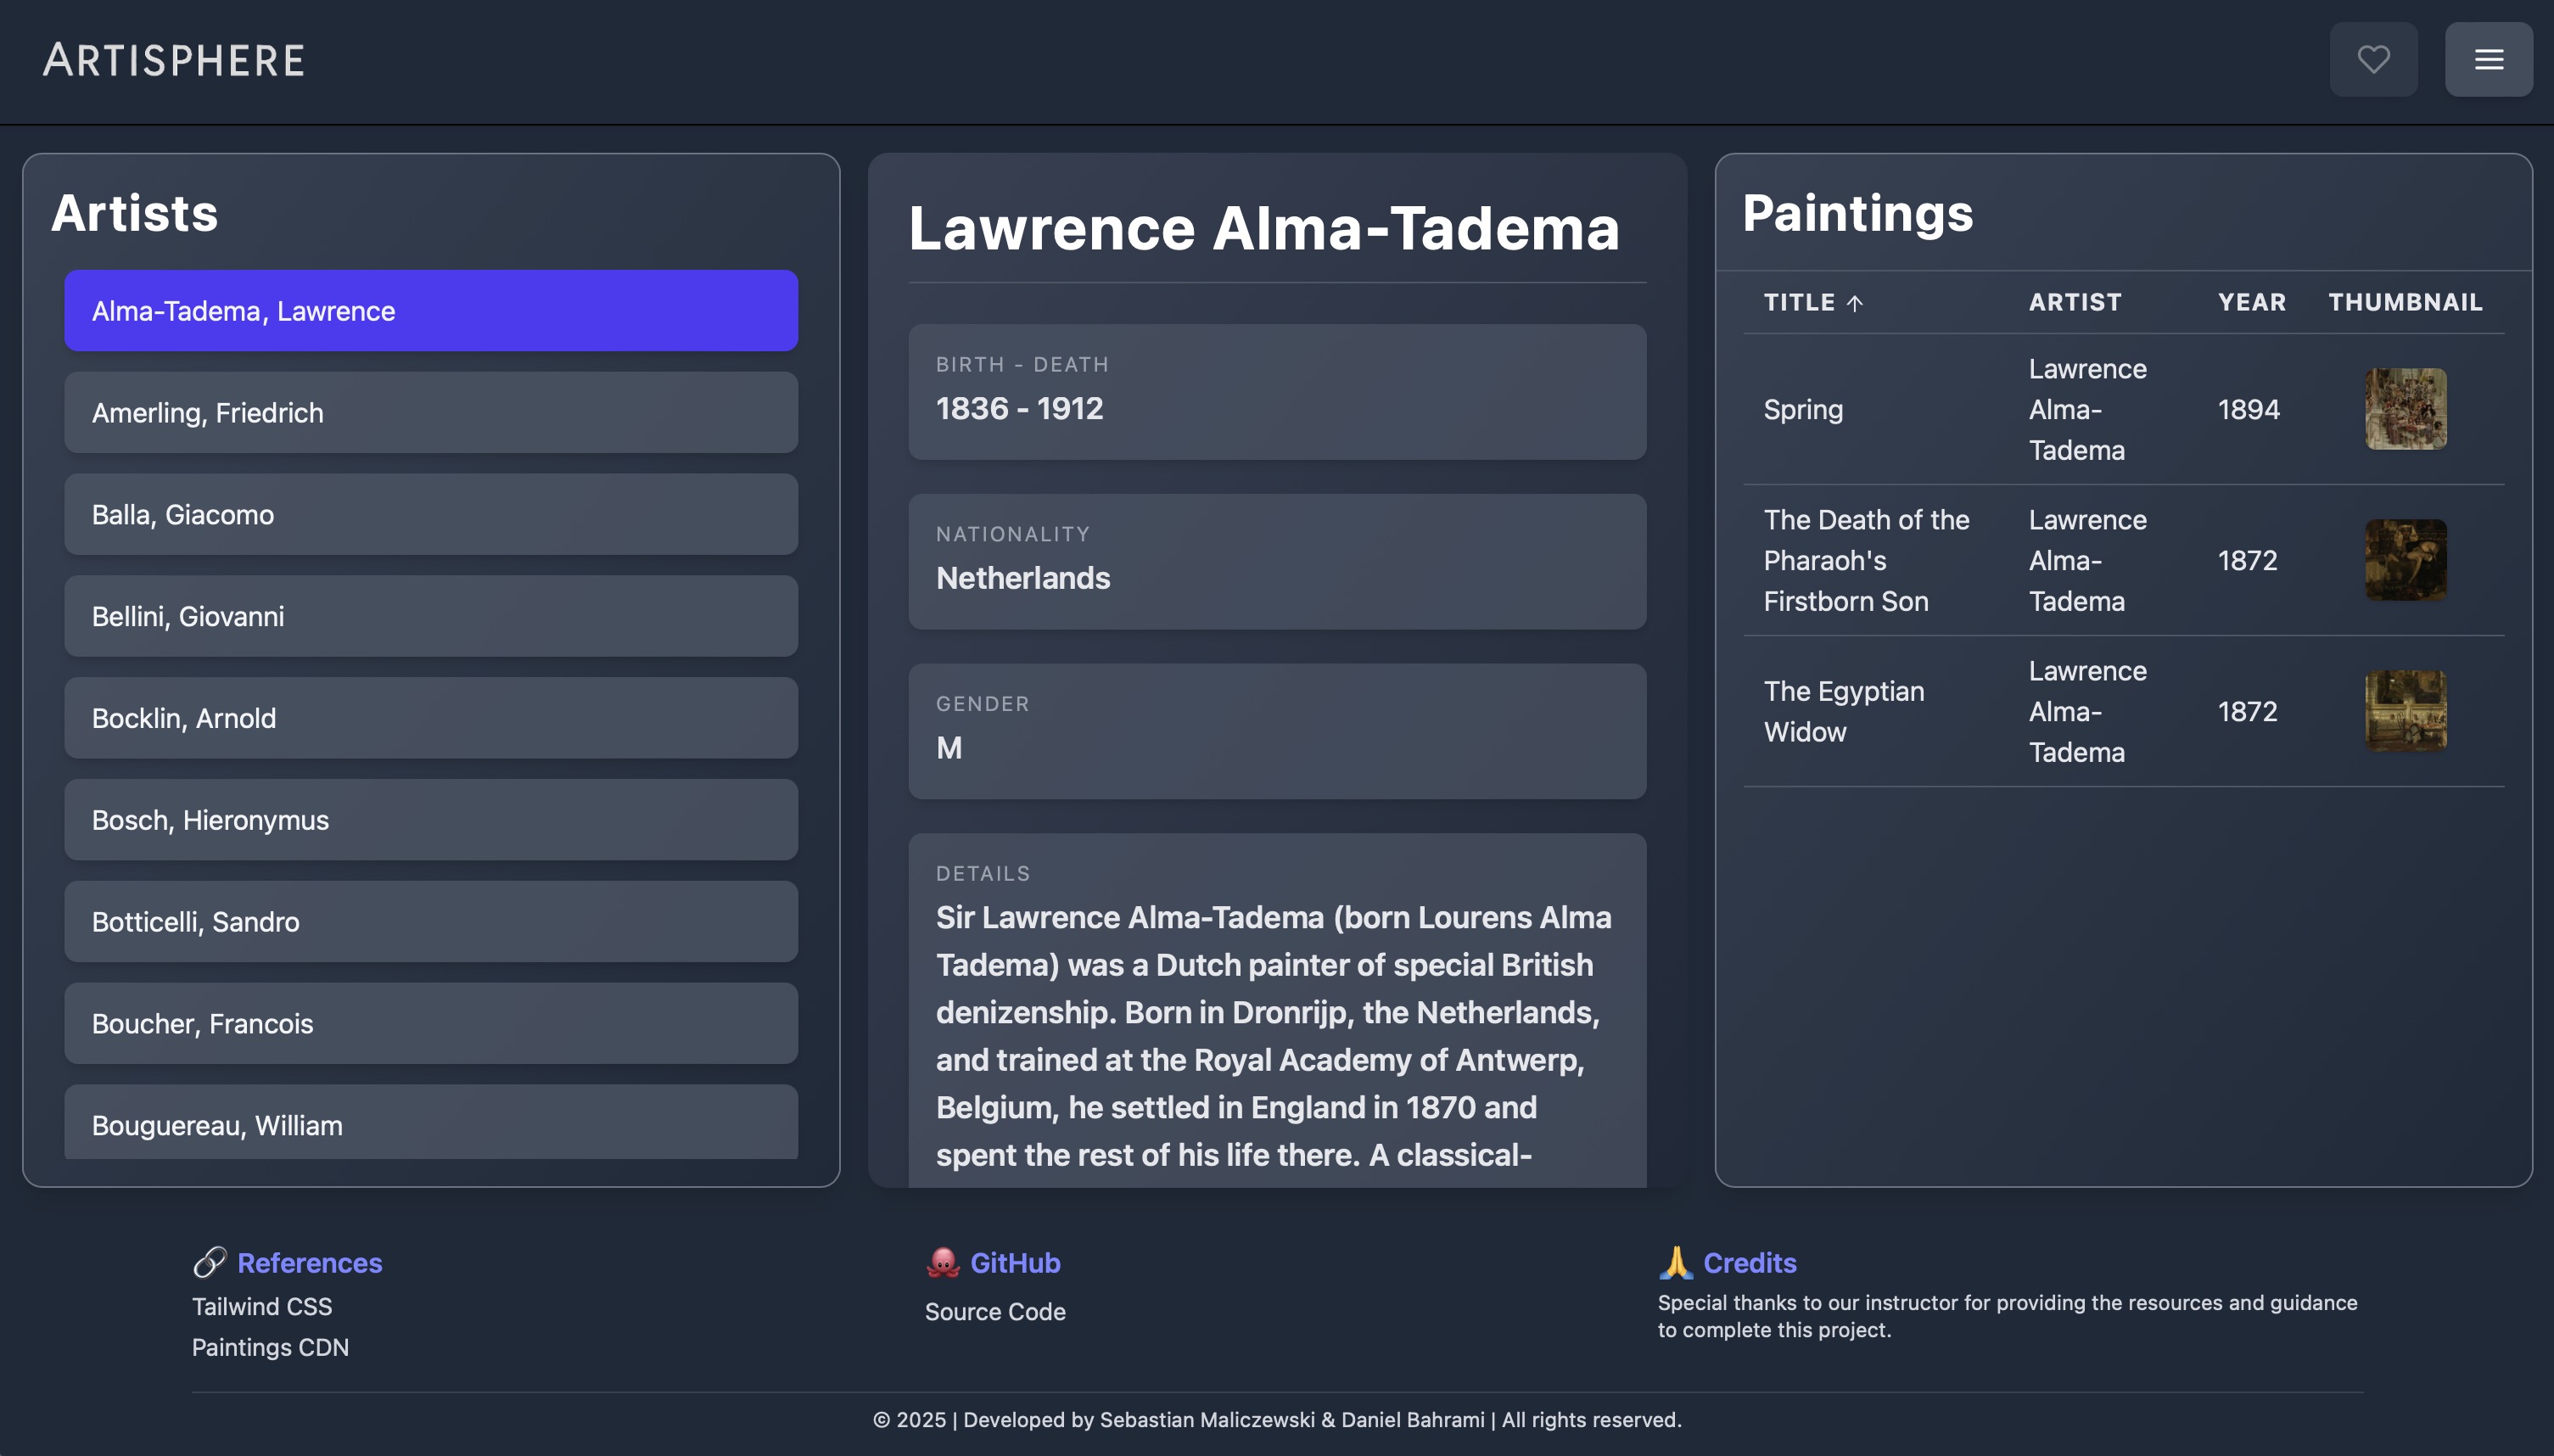 ARTISPHERE
Artists
Alma-Tadema, Lawrence
Amerling, Friedrich
Balla, Giacomo
Bellini, Giovanni
Bocklin, Arnold
Bosch, Hieronymus
Botticelli, Sandro
Boucher, Francois
Bouguereau, William
Lawrence Alma-Tadema
BIRTH - DEATH
1836 - 1912
NATIONALITY
Netherlands
GENDER
M
DETAILS
Sir Lawrence Alma-Tadema (born Lourens Alma
Tadema) was a Dutch painter of special British
denizenship. Born in Dronrijp, the Netherlands,
and trained at the Royal Academy of Antwerp,
Belgium, he settled in England in 1870 and
spent the rest of his life there. A classical-
Paintings
TITLE ↑ ARTIST YEAR THUMBNAIL
Spring
Lawrence
Alma-
Tadema
1894
The Death of the
Pharaoh's
Firstborn Son
Lawrence
Alma-
Tadema
1872
The Egyptian
Widow
Lawrence
Alma-
Tadema
1872
🔗 References
Tailwind CSS
Paintings CDN
🐙 GitHub
Source Code
🙏 Credits
Special thanks to our instructor for providing the resources and guidance
to complete this project.
© 2025 | Developed by Sebastian Maliczewski & Daniel Bahrami | All rights reserved.